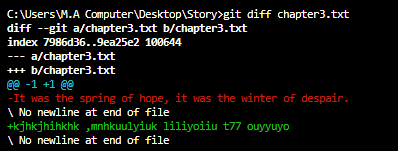 C:\Users\M.A Computer\Desktop\Story>git diff chapter3.txt
diff --git a/chapter3.txt b/chapter3.txt
index 7986d36..9ea25e2 100644
--- a/chapter3.txt
+++ b/chapter3.txt
@@ -1 +1 @@
-It was the spring of hope, it was the winter of despair.
\ No newline at end of file
+kjhkjhihkhk ,mnhkuulyiuk liliyoiiu t77 ouyyuyo
\ No newline at end of file